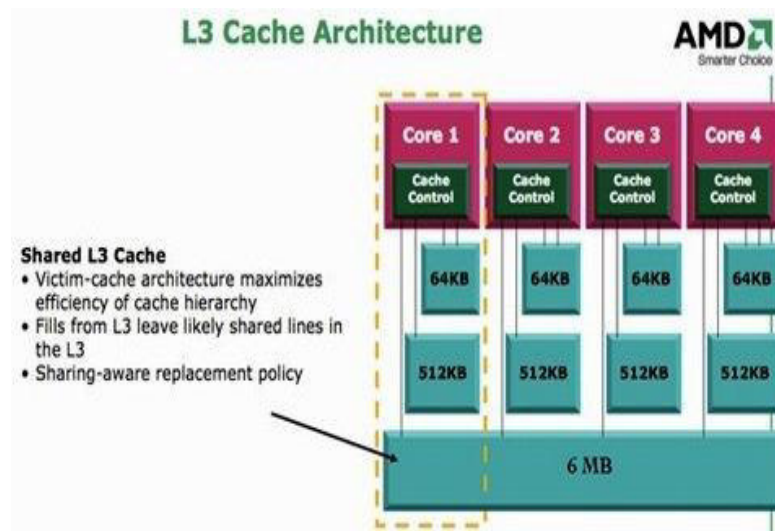 L3 Cache Architecture
AMD
Smarter Choice
Core 1
Core 2
Core 3
Core 4
Cache
Control
Cache
Control
Cache
Control
Cache
Control
Shared L3 Cache
• Victim-cache architecture maximizes
efficiency of cache hierarchy
• Fills from L3 leave likely shared lines in
the L3
• Sharing-aware replacement policy
64KB
64KB
64KB
64KB
512KB
512KB
512KB
512KB
6 MB